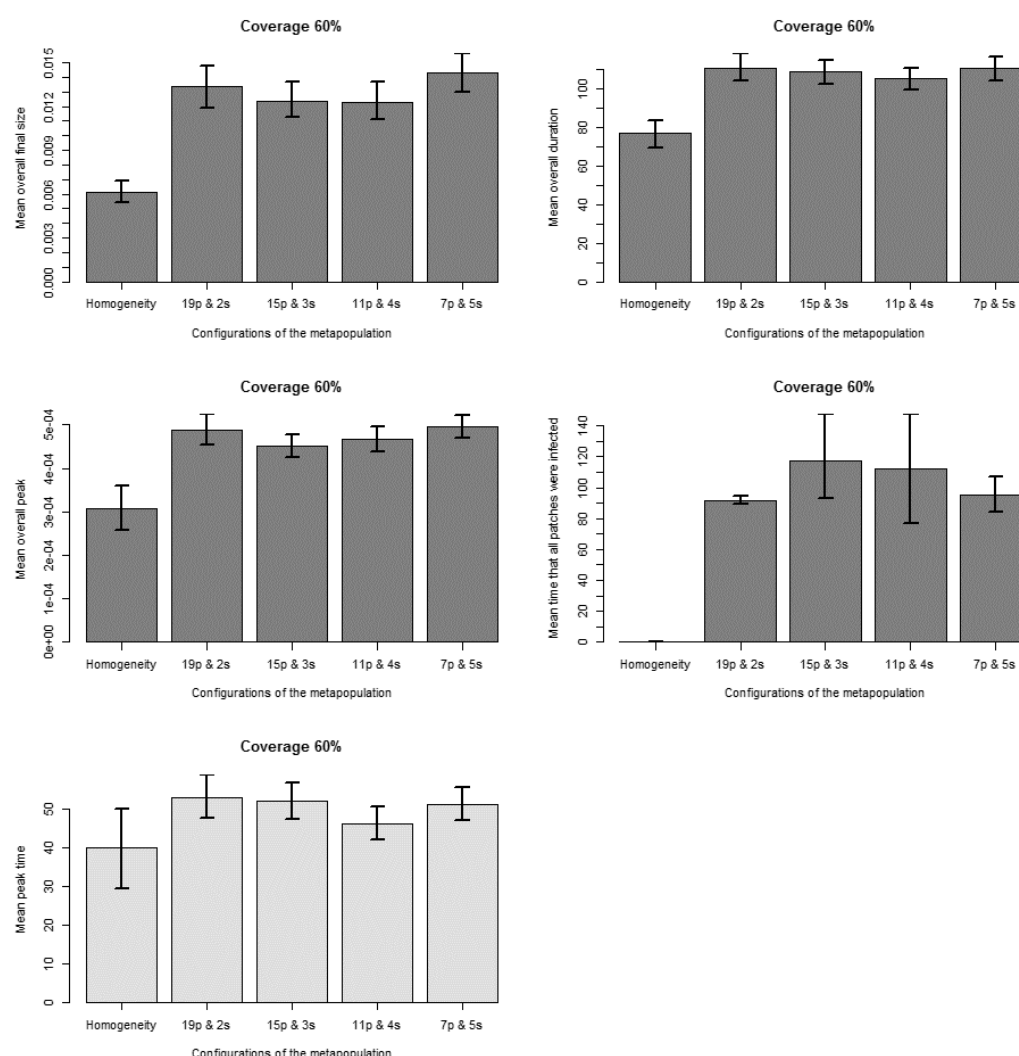 Coverage 60%
Mean overall final size
0.015
0.012
0.009
0.006
0.003
0.000
Homogeneity 19p & 2s 15p & 3s 11p & 4s 7p & 5s
Configurations of the metapopulation
Coverage 60%
Mean overall duration
100
80
60
40
20
0
Homogeneity 19p & 2s 15p & 3s 11p & 4s 7p & 5s
Configurations of the metapopulation
Coverage 60%
Mean overall peak
5e-04
4e-04
3e-04
2e-04
1e-04
0e+00
Homogeneity 19p & 2s 15p & 3s 11p & 4s 7p & 5s
Configurations of the metapopulation
Coverage 60%
Mean time that all patches were infected
140
120
100
80
60
40
20
0
Homogeneity 19p & 2s 15p & 3s 11p & 4s 7p & 5s
Configurations of the metapopulation
Coverage 60%
Mean peak time
50
40
30
20
10
0
Homogeneity 19p & 2s 15p & 3s 11p & 4s 7p & 5s
Configurations of the metapopulation